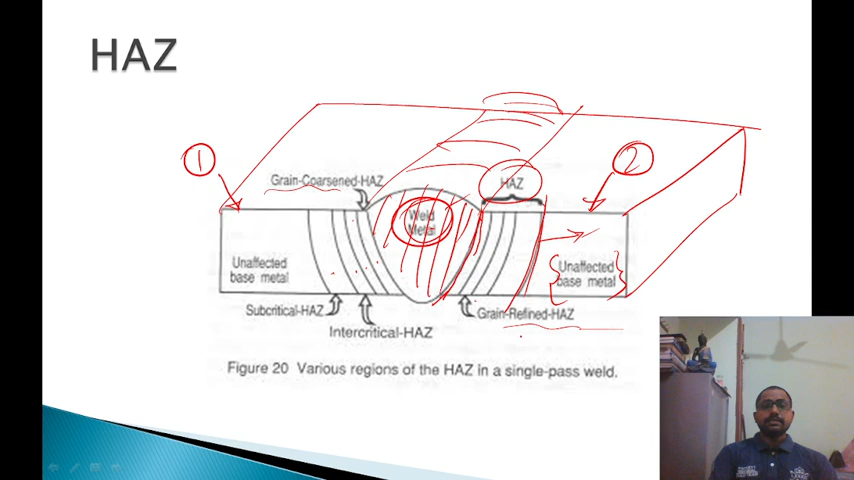 HAZ
1
2
Grain-Coarsened-HAZ
HAZ
Weld
Metal
Unaffected
base metal
Unaffected
base metal
Subcritical-HAZ
Grain-Refined-HAZ
Intercritical-HAZ
Figure 20 Various regions of the HAZ in a single-pass weld.